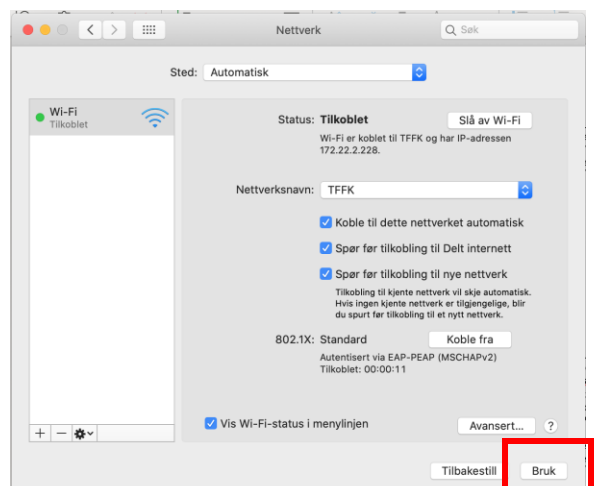 Nettverk
Søk
Sted: Automatisk
Wi-Fi
Tilkoblet
Status: Tilkoblet
Slå av Wi-Fi
Wi-Fi er koblet til TFFK og har IP-adressen
172.22.2.228.
Nettverksnavn: TFFK
Koble til dette nettverket automatisk
Spør før tilkobling til Delt internett
Spør før tilkobling til nye nettverk
Tilkobling til kjente nettverk vil skje automatisk.
Hvis ingen kjente nettverk er tilgjengelige, blir
du spurt før tilkobling til et nytt nettverk.
802.1X: Standard
Koble fra
Autentisert via EAP-PEAP (MSCHAPv2)
Tilkoblet: 00:00:11
Vis Wi-Fi-status i menylinjen
Avansert...
?
Tilbakestill
Bruk